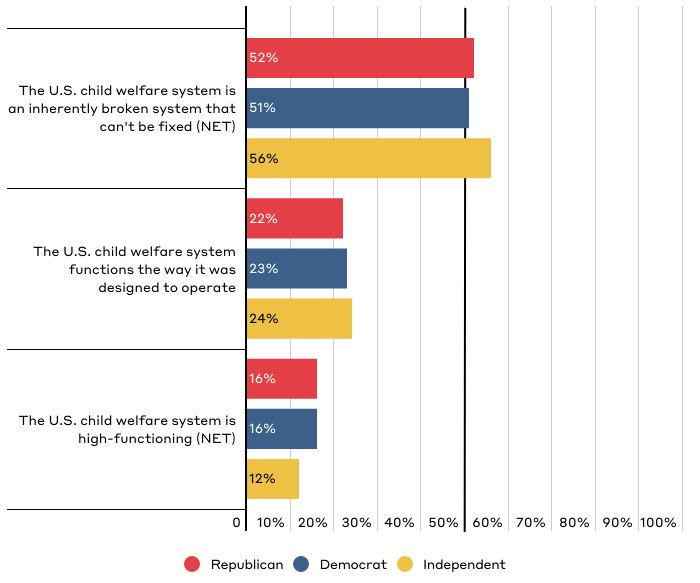 52%
The U.S. child welfare system is
an inherently broken system that
can't be fixed (NET)
51%
56%
22%
The U.S. child welfare system
functions the way it was
designed to operate
23%
24%
16%
The U.S. child welfare system is
high-functioning (NET)
16%
12%
0 10% 20% 30% 40% 50% 60% 70% 80% 90% 100%
Republican Democrat Independent